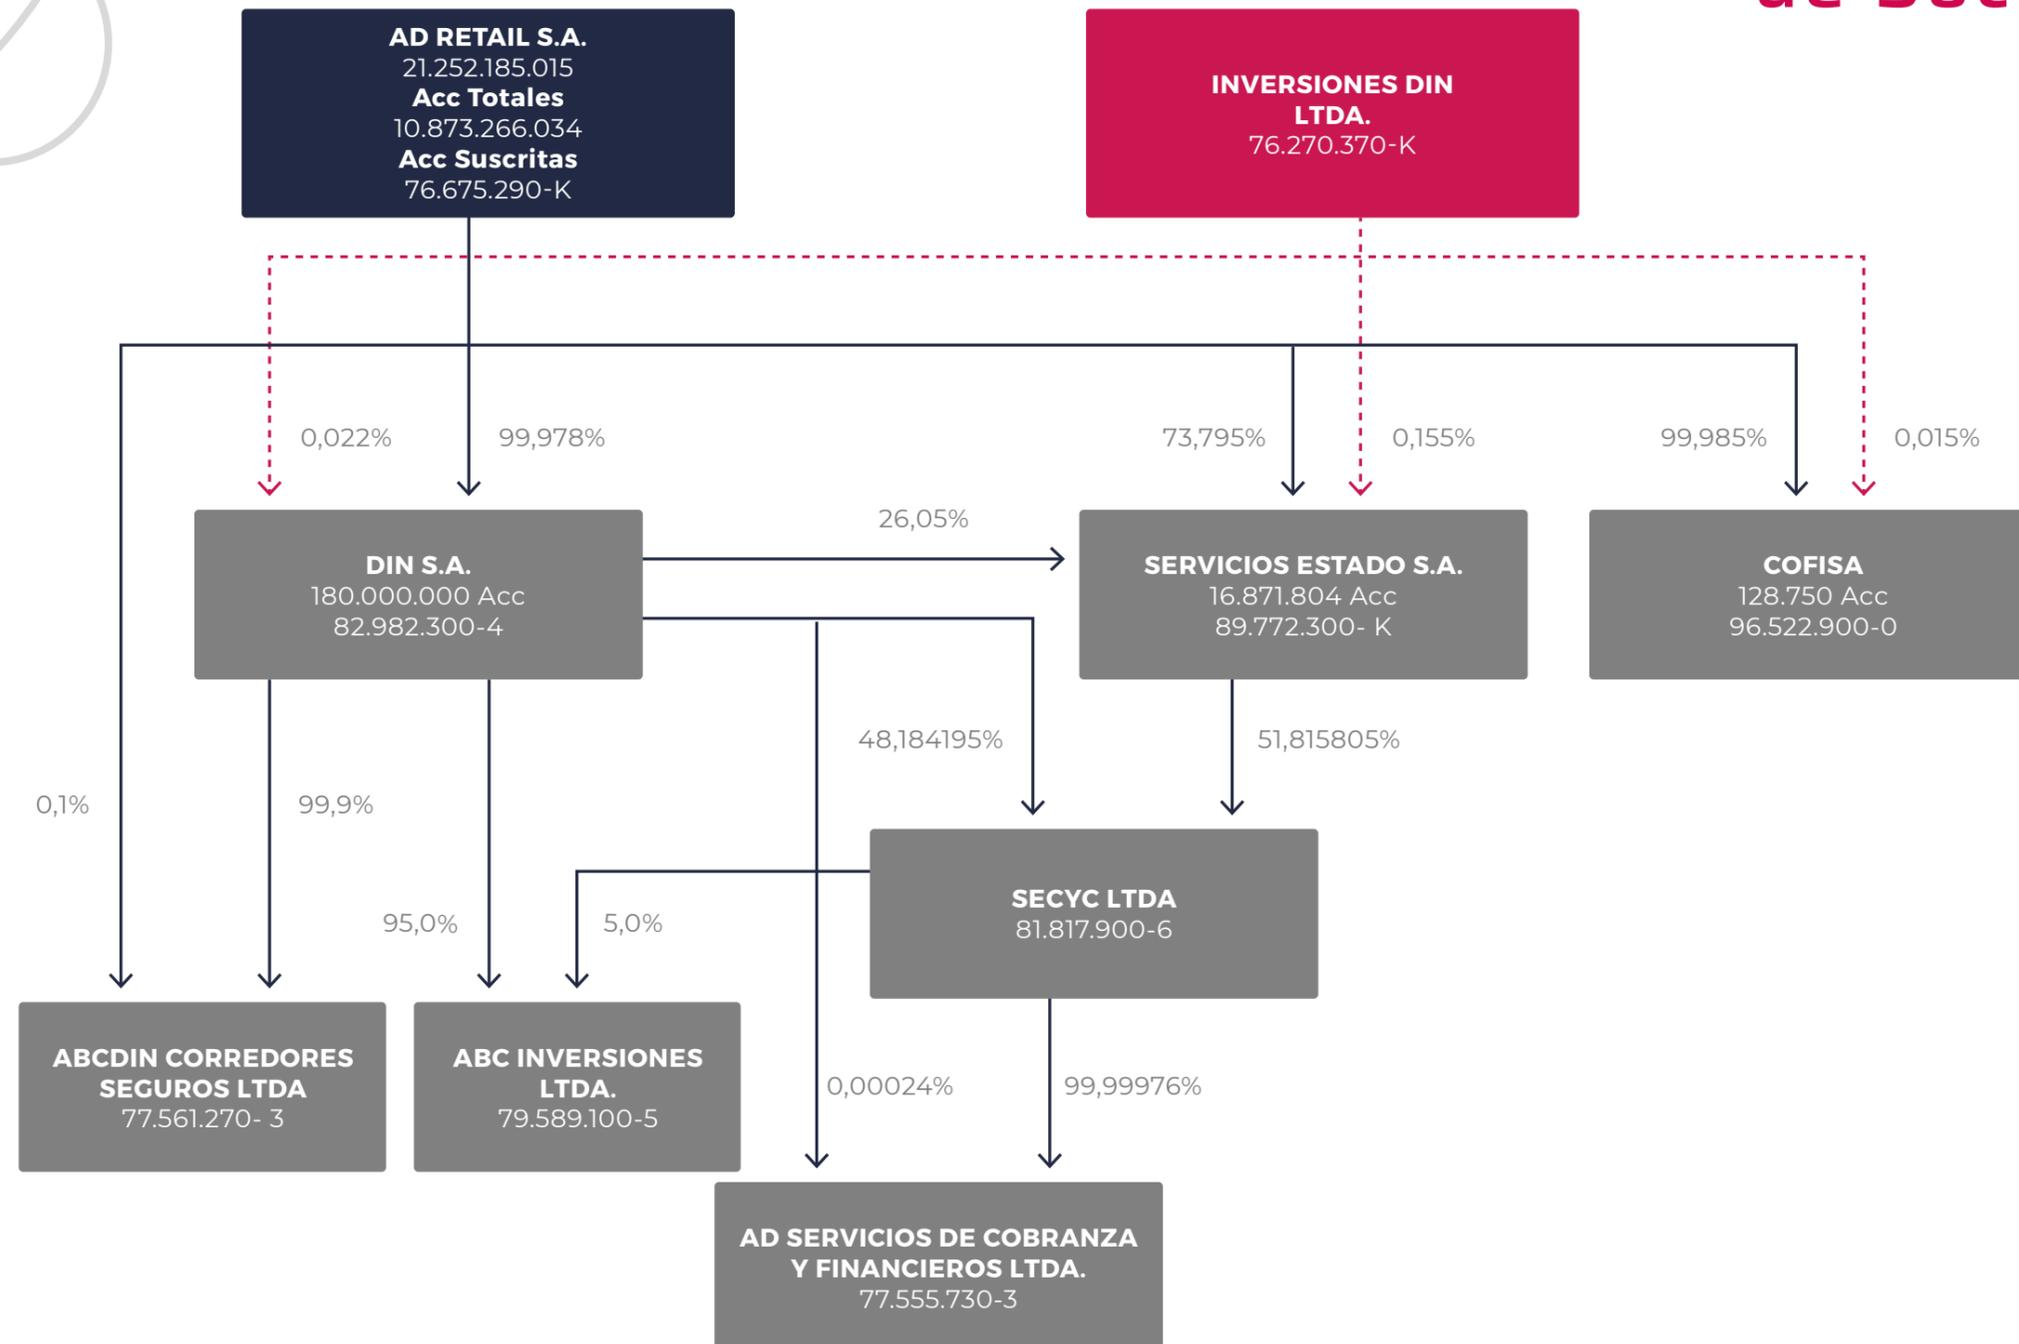 AD RETAIL S.A.
21.252.185.015
Acc Totales
10.873.266.034
Acc Suscritas
76.675.290-K
INVERSIONES DIN
LTDA.
76.270.370-K
0,022%
99,978%
73,795%
0,155%
99,985%
0,015%
26,05%
DIN S.A.
180.000.000 Acc
82.982.300-4
SERVICIOS ESTADO S.A.
16.871.804 Acc
89.772.300- K
COFISA
128.750 Acc
96.522.900-0
48,184195%
51,815805%
0,1%
99,9%
95,0%
5,0%
SECYC LTDA
81.817.900-6
ABCDIN CORREDORES
SEGUROS LTDA
77.561.270- 3
ABC INVERSIONES
LTDA.
79.589.100-5
0,00024%
99,99976%
AD SERVICIOS DE COBRANZA
Y FINANCIEROS LTDA.
77.555.730-3